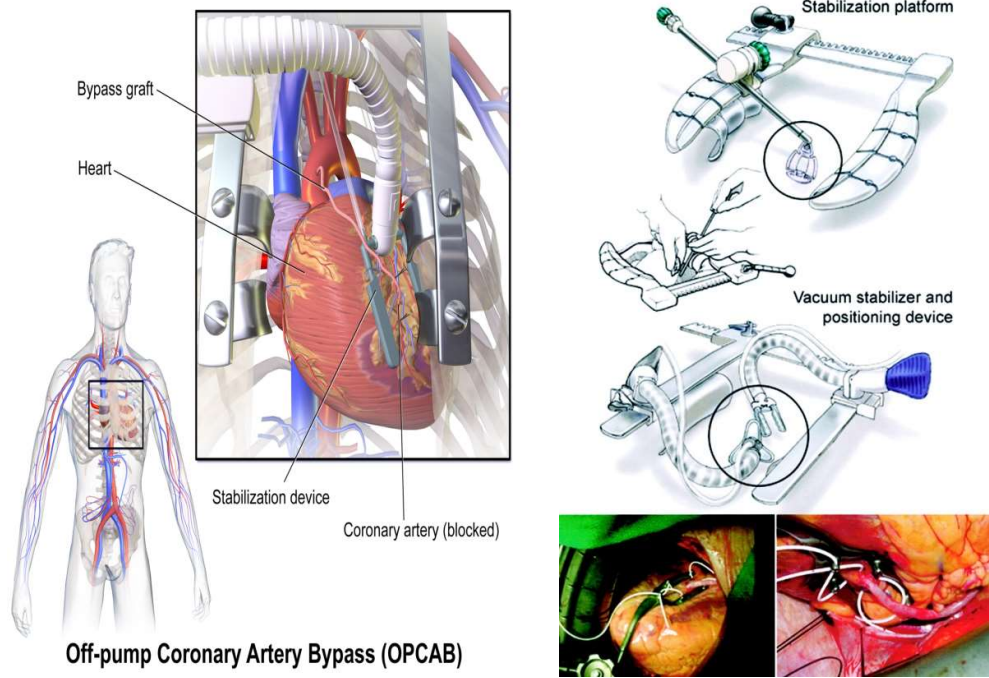 Bypass graft
Heart
Stabilization device
Coronary artery (blocked)
Off-pump Coronary Artery Bypass (OPCAB)
Stabilization platform
Vacuum stabilizer and
positioning device